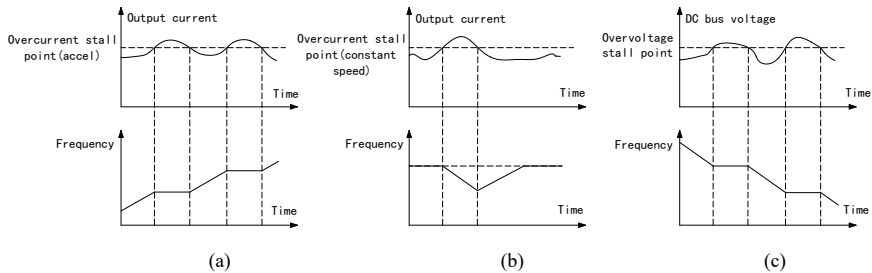 Output current
Overcurrent stall
point(accel)
Time
Frequency
Time
(a)
Output current
Overcurrent stall
point(constant
speed)
Time
Frequency
Time
(b)
DC bus voltage
Overvoltage
stall point
Time
Frequency
Time
(c)